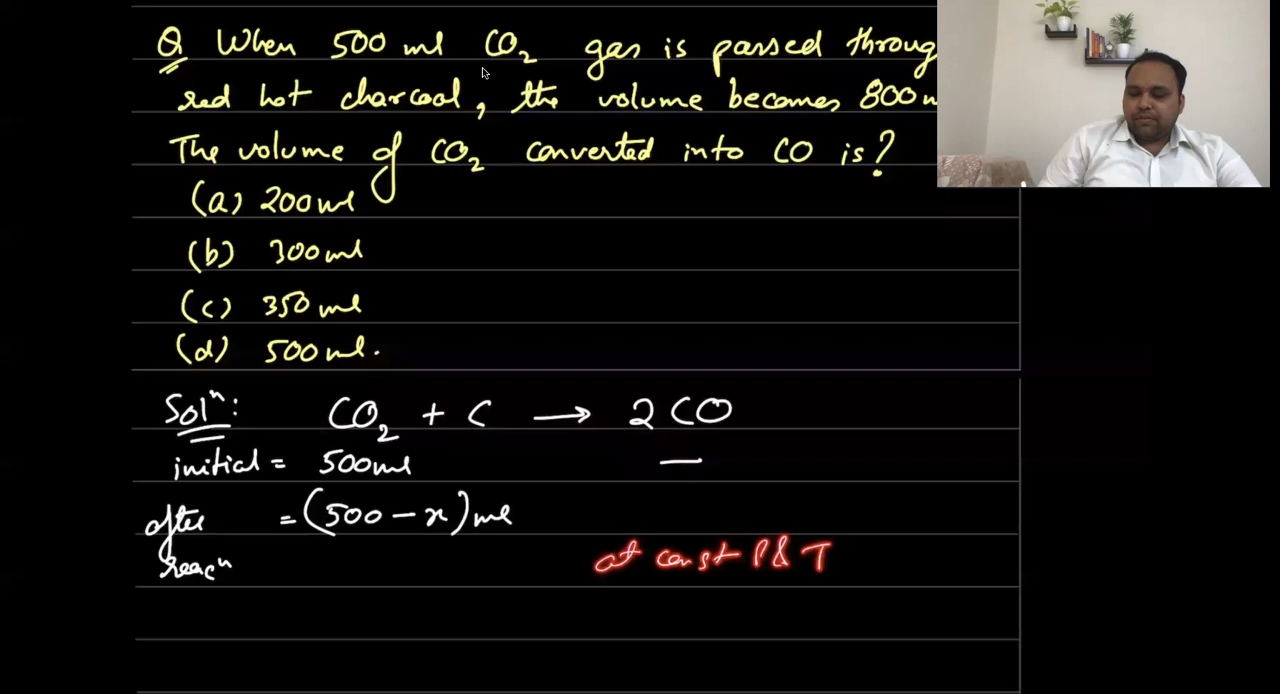 Q When 500 ml CO₂ gas is passed throug
red hot charcoal, the volume becomes 800 m
The volume of CO₂ converted into CO is?
(a) 200 ml
(b) 300 ml
(c) 350 ml
(d) 500 ml.
Solⁿ: CO₂ + C → 2 CO
initial = 500 ml —
after = (500 – x) ml
reacⁿ
at const P & T